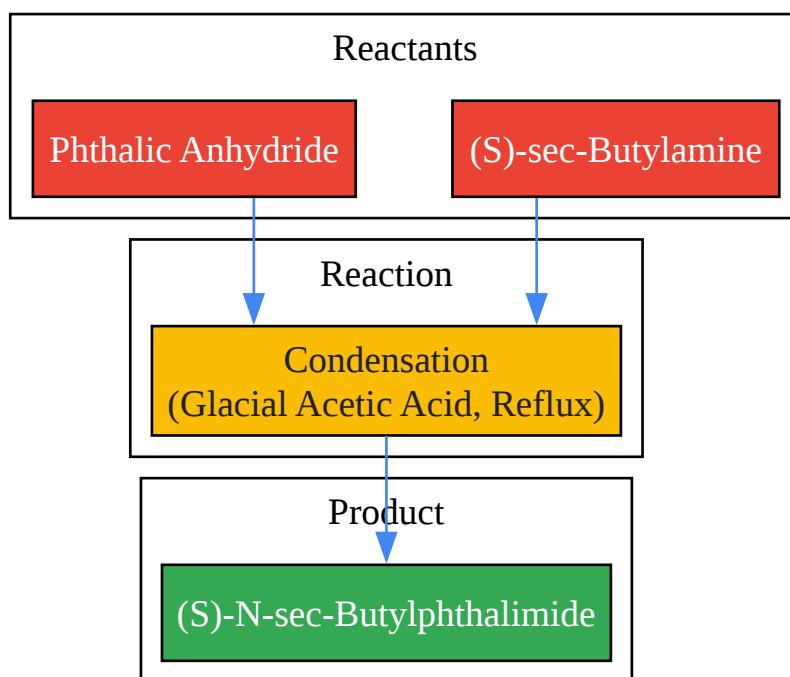 Reactants
Phthalic Anhydride
(S)-sec-Butylamine
Reaction
Condensation
(Glacial Acetic Acid, Reflux)
Product
(S)-N-sec-Butylphthalimide